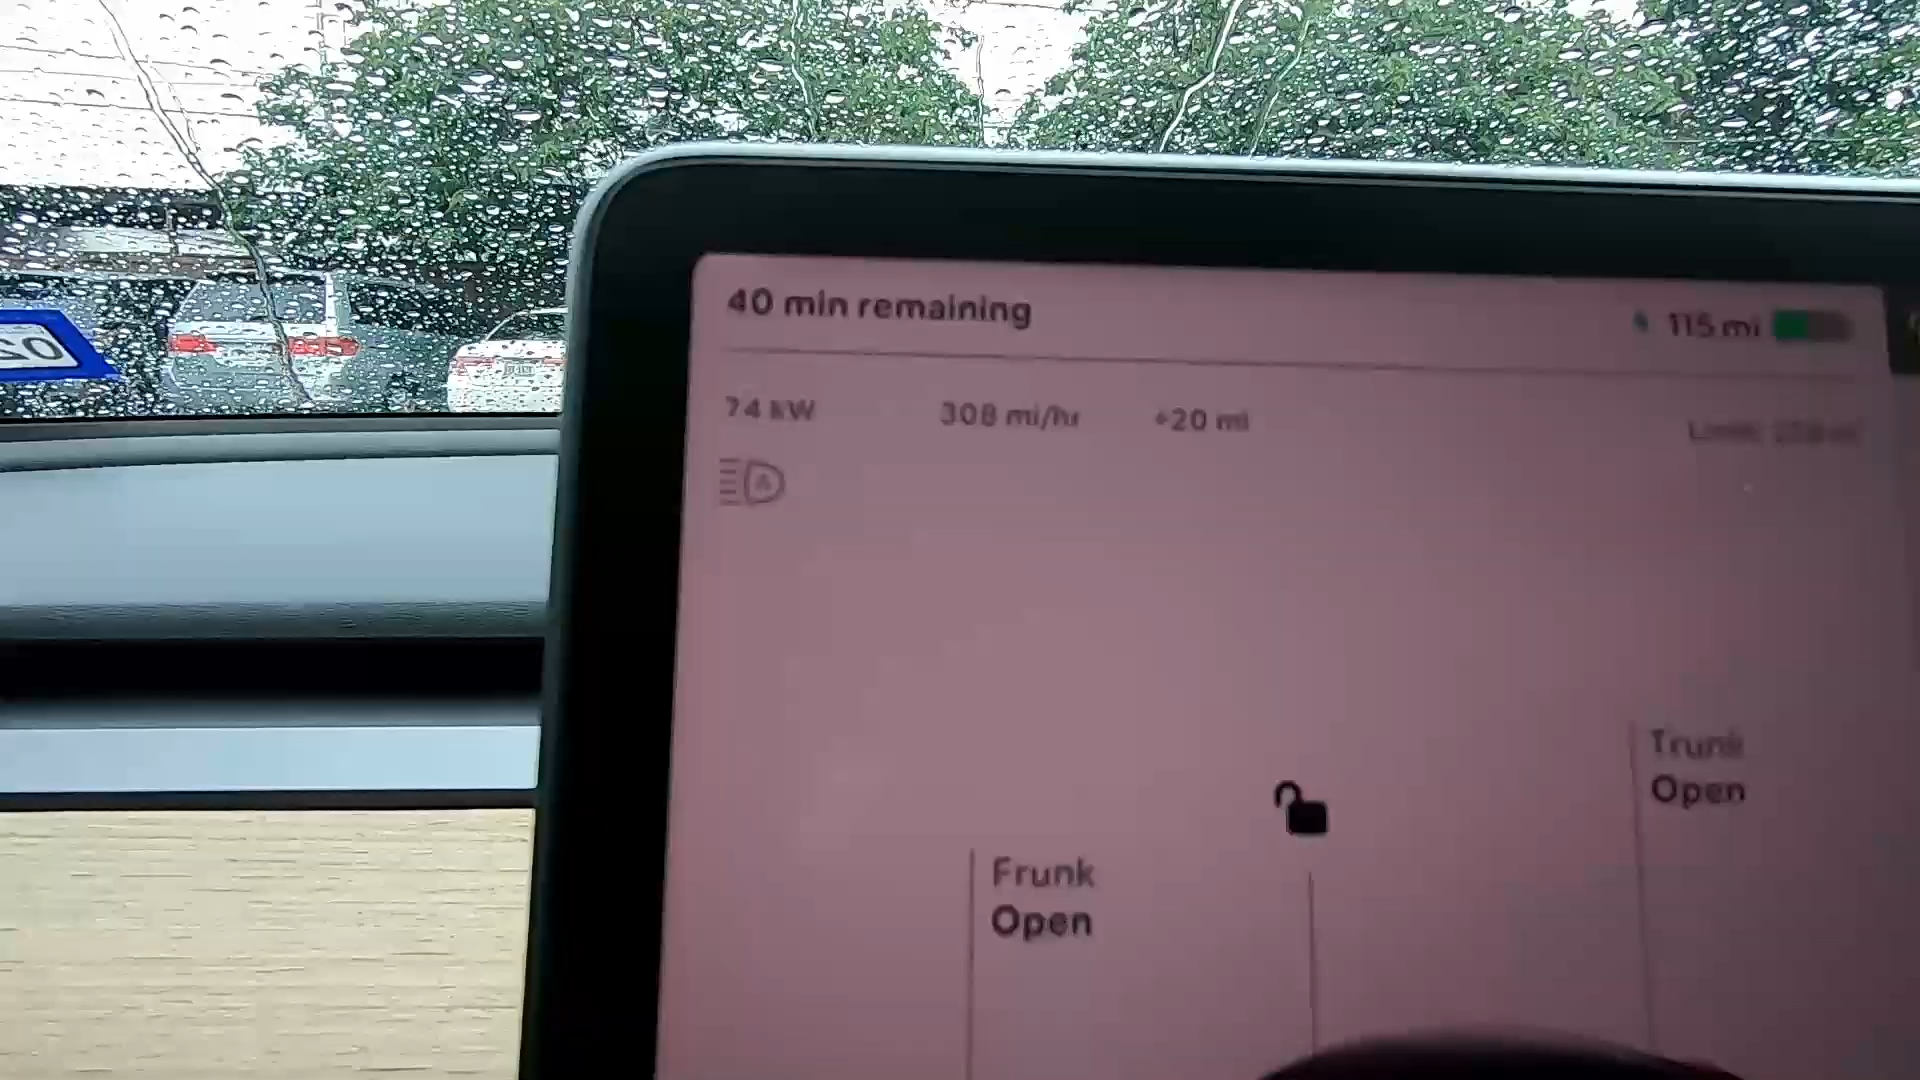 40 min remaining
115 mi
74 kW
308 mi/hr
+20 mi
Trunk
Open
Frunk
Open